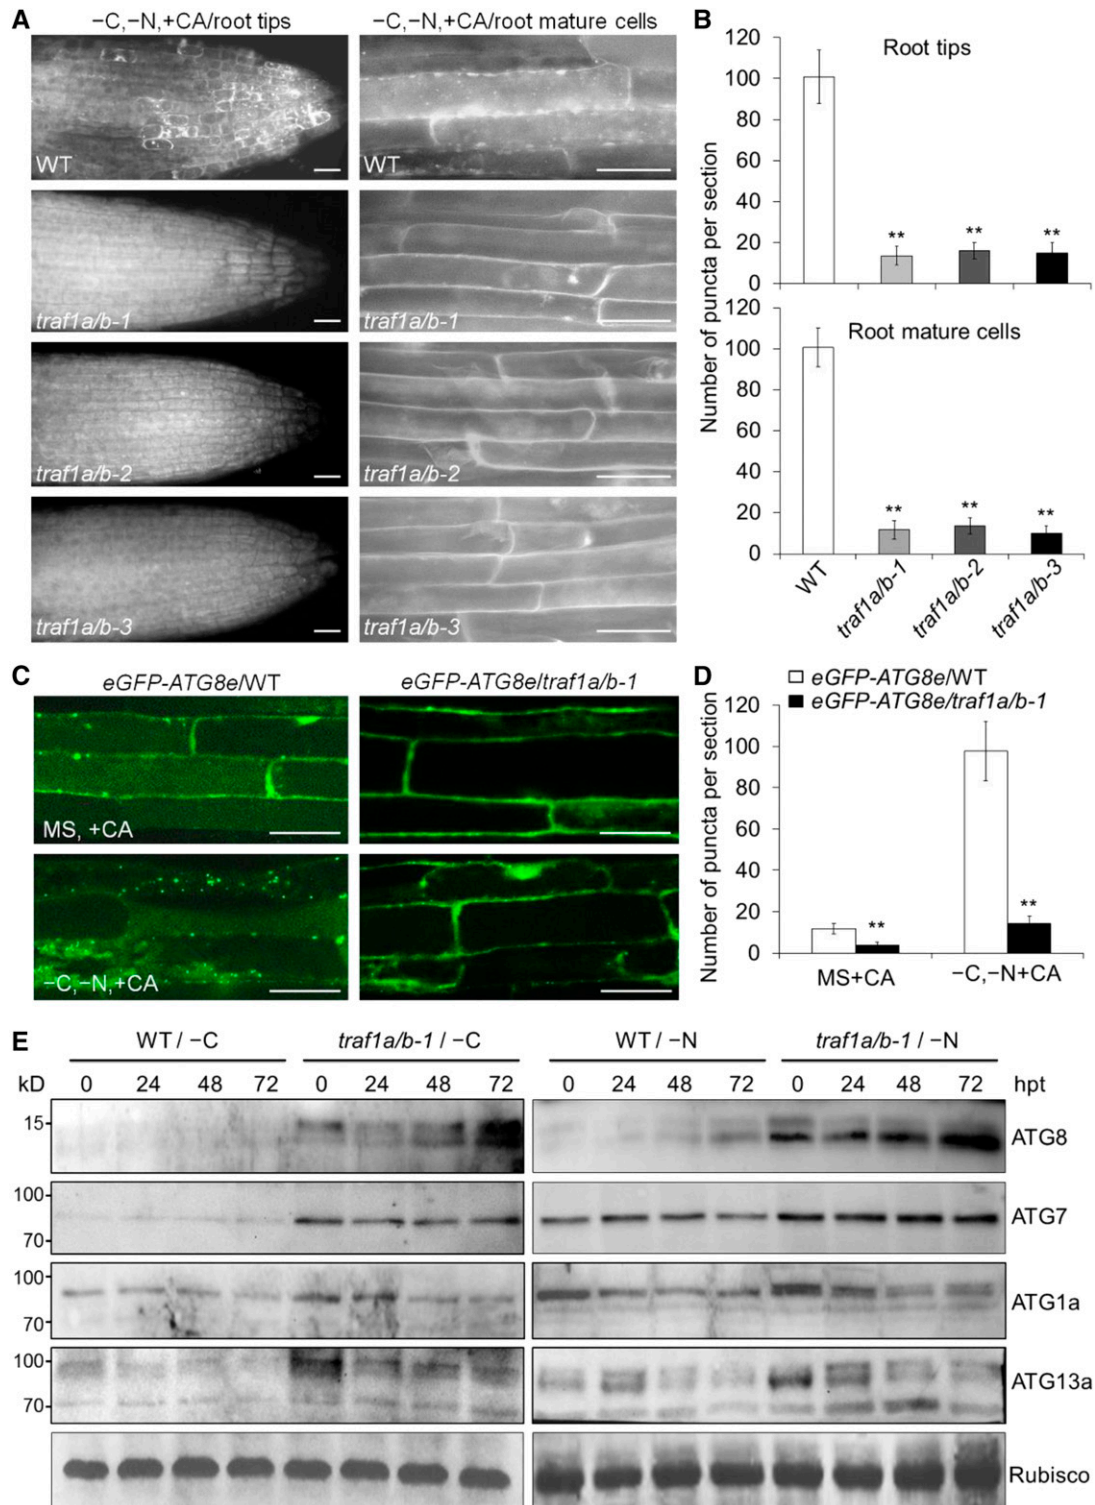 A
−C,−N,+CA/root tips
−C,−N,+CA/root mature cells
WT
WT
traf1a/b-1
traf1a/b-1
traf1a/b-2
traf1a/b-2
traf1a/b-3
traf1a/b-3
B
Number of puncta per section
Root tips
120
100
80
60
40
20
0
** ** **
Root mature cells
120
100
80
60
40
20
0
** ** **
WT traf1a/b-1 traf1a/b-2 traf1a/b-3
C
eGFP-ATG8e/WT
eGFP-ATG8e/traf1a/b-1
MS, +CA
−C,−N,+CA
D
eGFP-ATG8e/WT
eGFP-ATG8e/traf1a/b-1
Number of puncta per section
120
100
80
60
40
20
0
** **
MS+CA −C,−N+CA
E
WT / −C traf1a/b-1 / −C WT / −N traf1a/b-1 / −N
kD 0 24 48 72 0 24 48 72 0 24 48 72 0 24 48 72 hpt
15 ATG8
100
70 ATG7
100
70 ATG1a
100
70 ATG13a
Rubisco